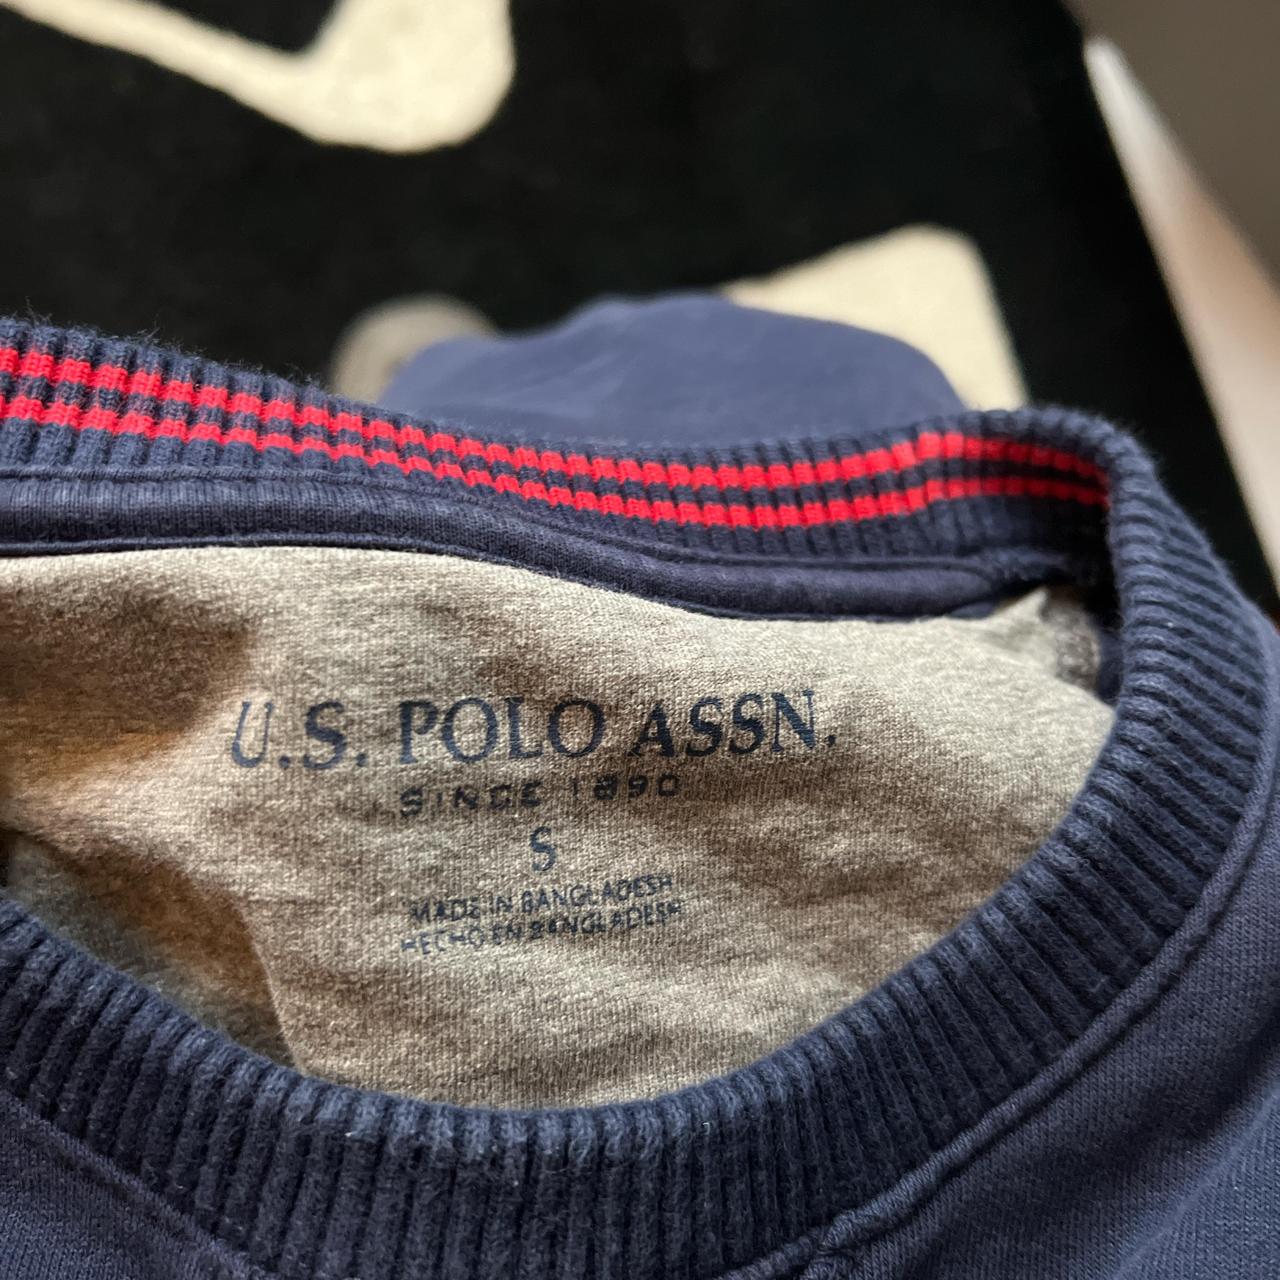 U.S. POLO ASSN.
SINCE 1890
S
MADE IN BANGLADESH
HECHO EN BANGLADESH